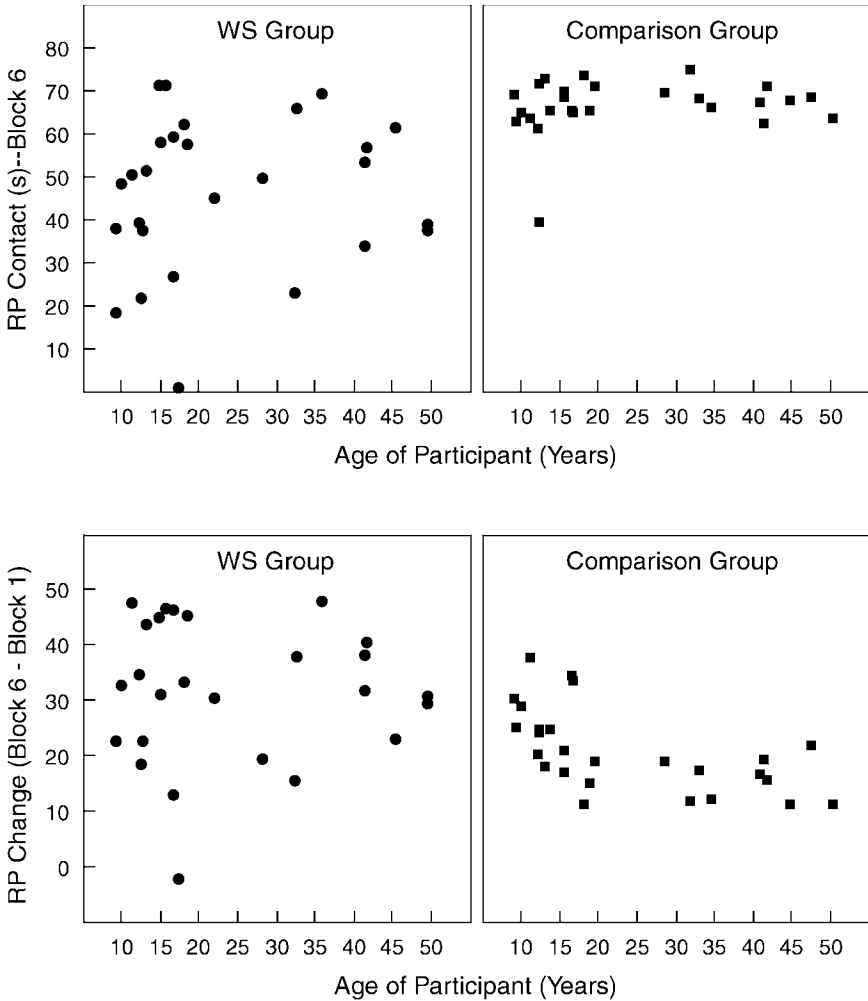 WS Group
Comparison Group
RP Contact (s)--Block 6
80
70
60
50
40
30
20
10
10 15 20 25 30 35 40 45 50
10 15 20 25 30 35 40 45 50
Age of Participant (Years)
WS Group
Comparison Group
RP Change (Block 6 - Block 1)
50
40
30
20
10
0
10 15 20 25 30 35 40 45 50
10 15 20 25 30 35 40 45 50
Age of Participant (Years)